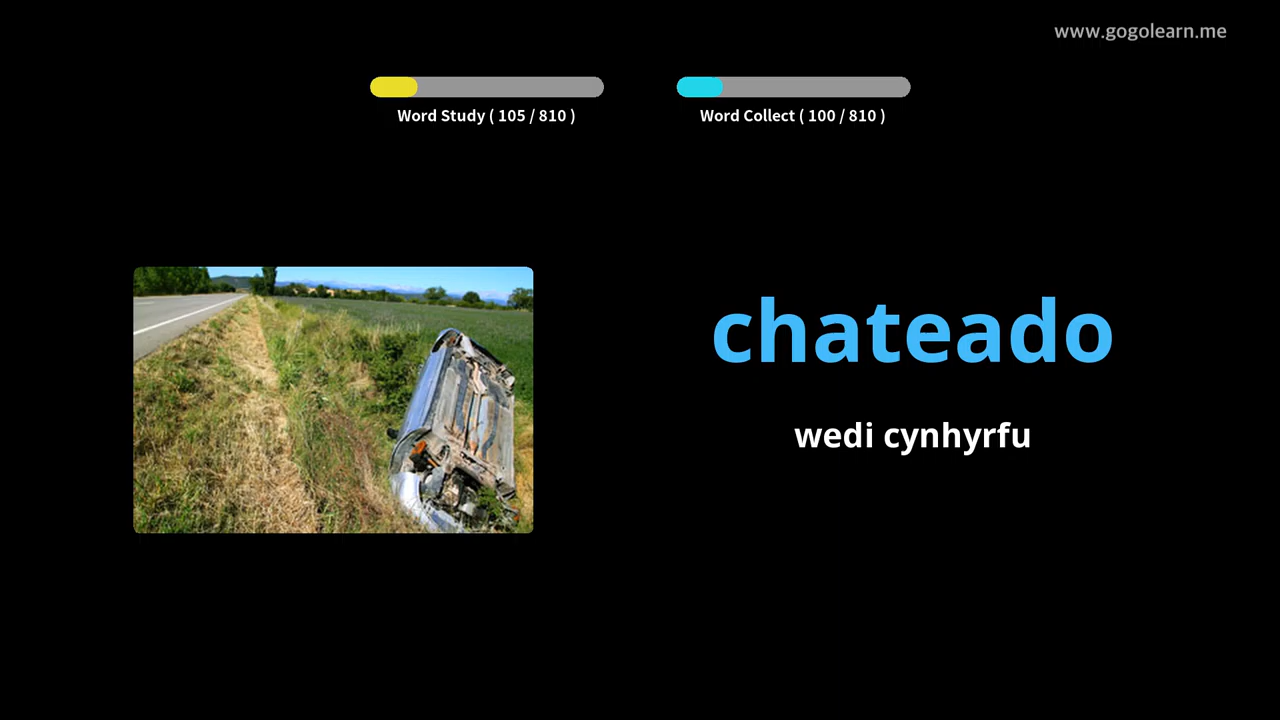 www.gogolearn.me
Word Study ( 105 / 810 )
Word Collect ( 100 / 810 )
chateado
wedi cynhyrfu